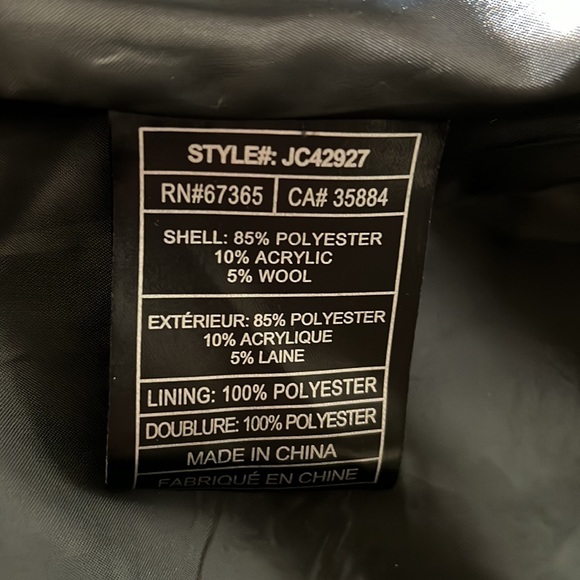 STYLE#: JC42927
RN#67365 CA# 35884
SHELL: 85% POLYESTER
10% ACRYLIC
5% WOOL
EXTÉRIEUR: 85% POLYESTER
10% ACRYLIQUE
5% LAINE
LINING: 100% POLYESTER
DOUBLURE: 100% POLYESTER
MADE IN CHINA
FABRIQUÉ EN CHINE